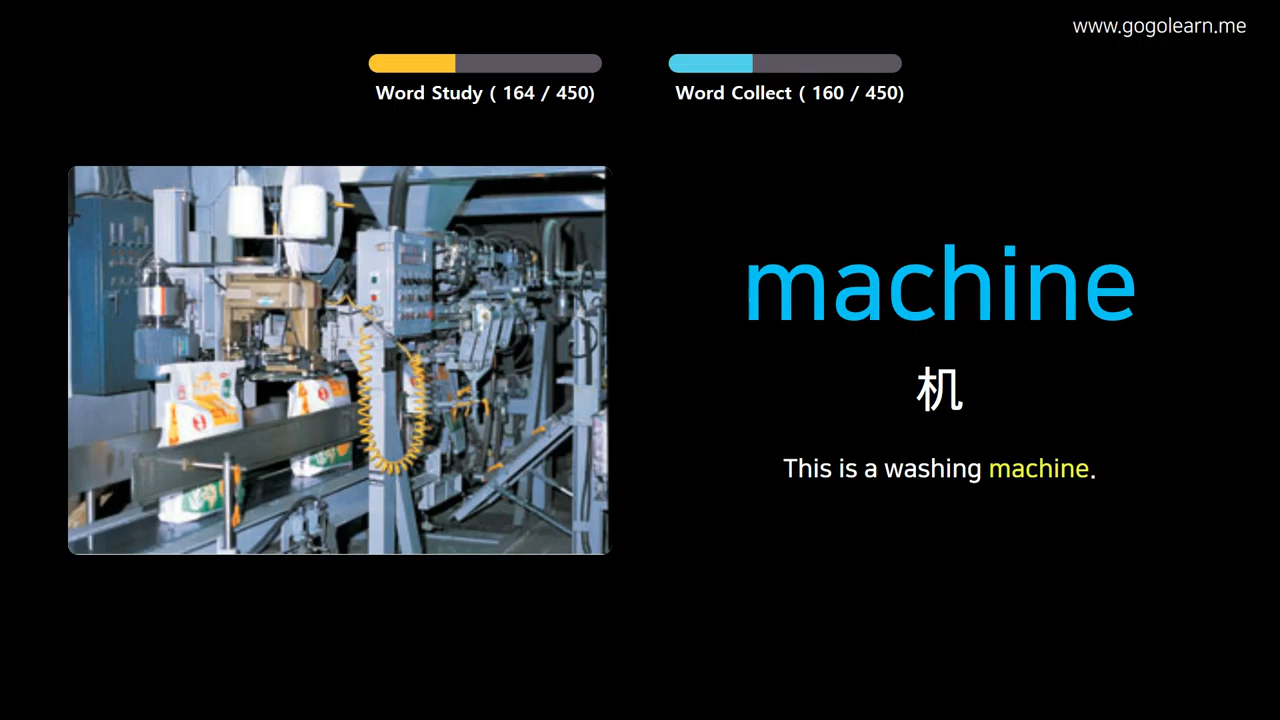 www.gogolearn.me
Word Study ( 164 / 450)
Word Collect ( 160 / 450)
machine
机
This is a washing machine.